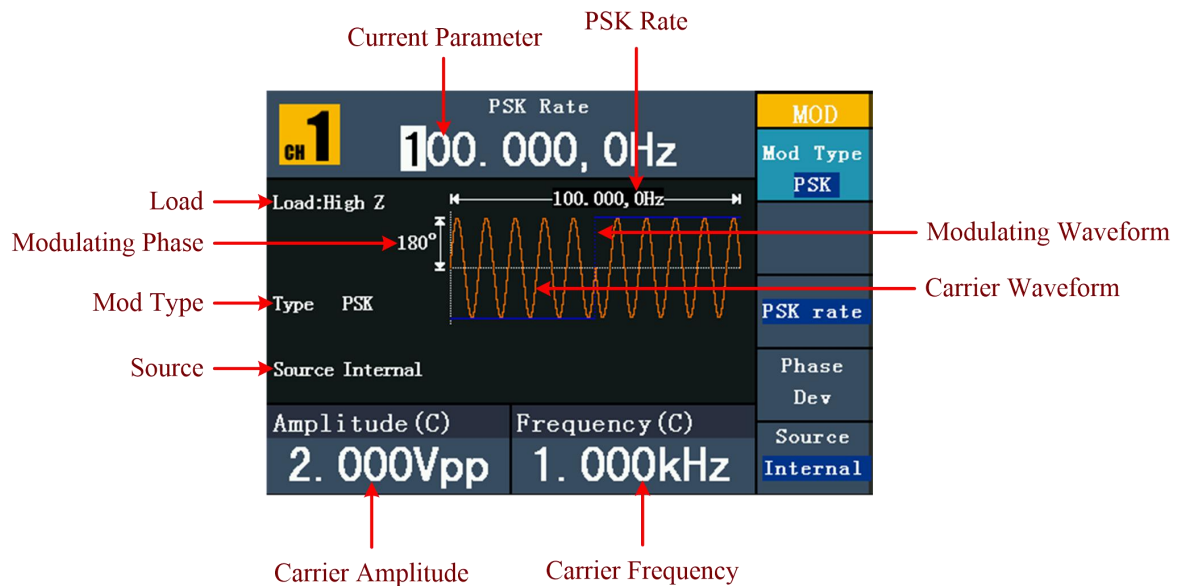 PSK Rate
Current Parameter
CH 1
PSK Rate
100.000,0Hz
MOD
Mod Type
PSK
Load
Load:High Z
100.000,0Hz
Modulating Phase
180°
Modulating Waveform
Carrier Waveform
Mod Type
Type PSK
PSK rate
Source
Source Internal
Phase
Dev
Amplitude(C)
Frequency(C)
Source
2.000Vpp
1.000kHz
Internal
Carrier Amplitude
Carrier Frequency